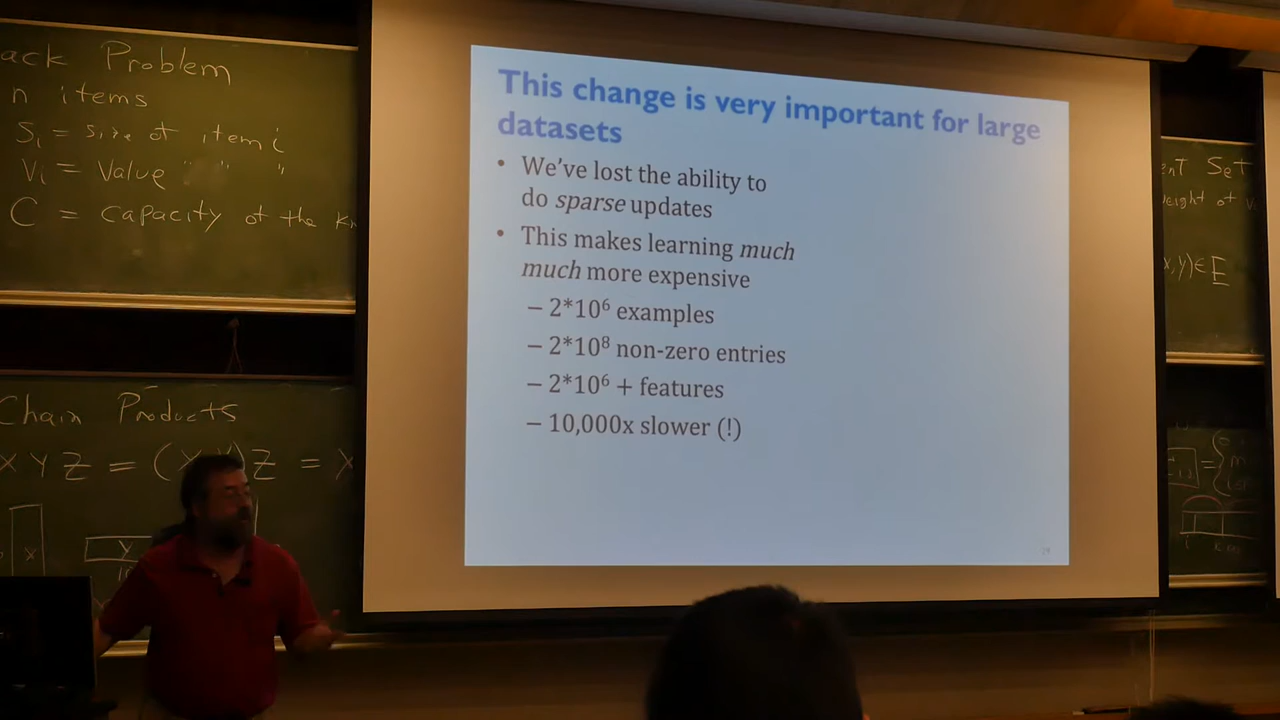 ack Problem
n items
Si = size of item i
Vi = Value " " "
C = capacity of the Kn
Chain Products
X Y Z = (X Y) Z = X
X
Y
This change is very important for large
datasets
• We've lost the ability to
do sparse updates
• This makes learning much
much more expensive
– 2*10⁶ examples
– 2*10⁸ non-zero entries
– 2*10⁶ + features
– 10,000x slower (!)
ent Set
eight of V
x,y)∈E